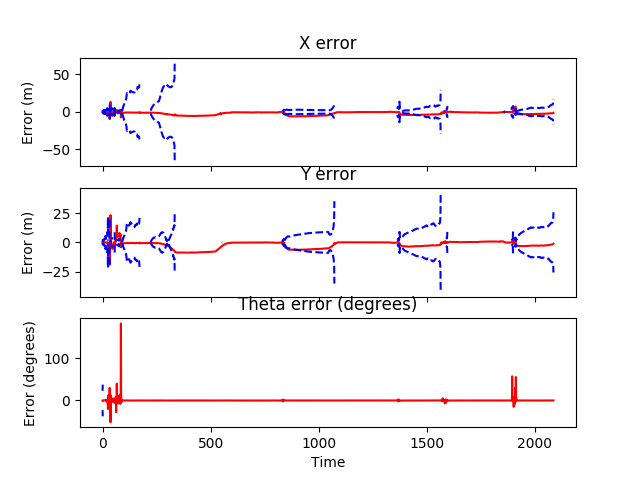 X error
50
0
−50
Error (m)
Y error
25
0
−25
Error (m)
Theta error (degrees)
100
0
Error (degrees)
0 500 1000 1500 2000
Time